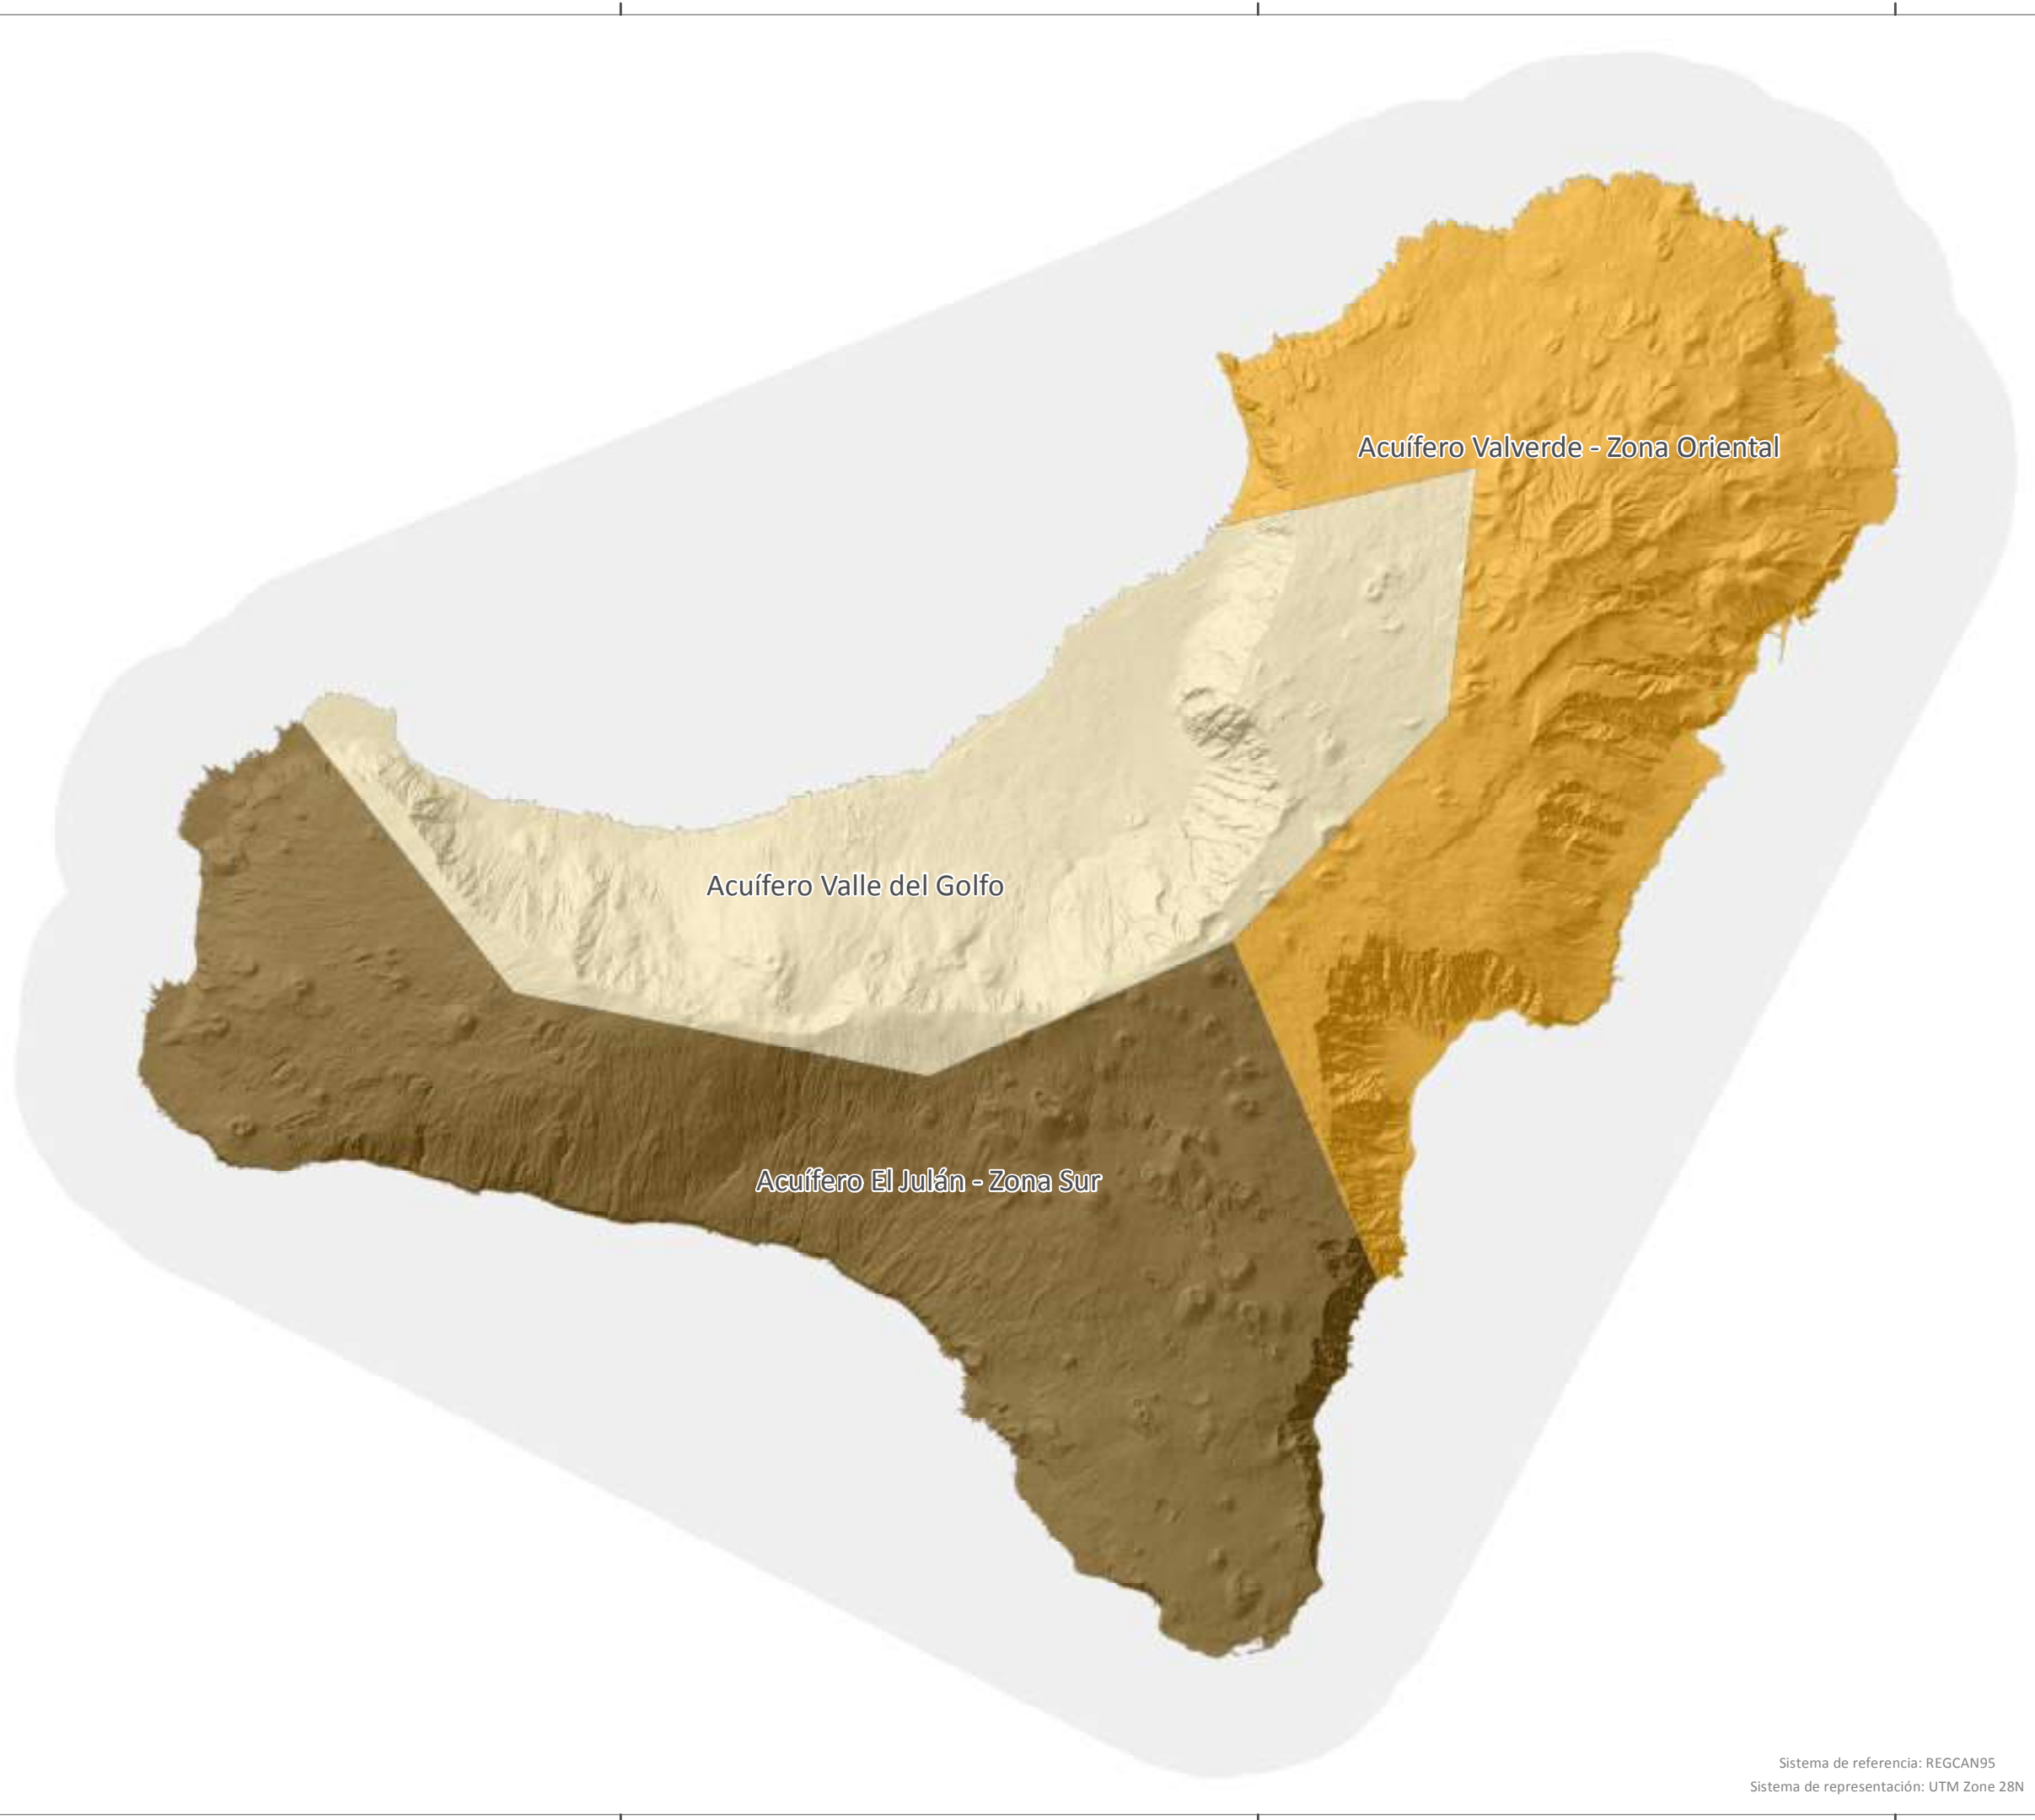 Acuífero Valverde - Zona Oriental
Acuífero Valle del Golfo
Acuífero El Julán - Zona Sur
Sistema de referencia: REGCAN95
Sistema de representación: UTM Zone 28N